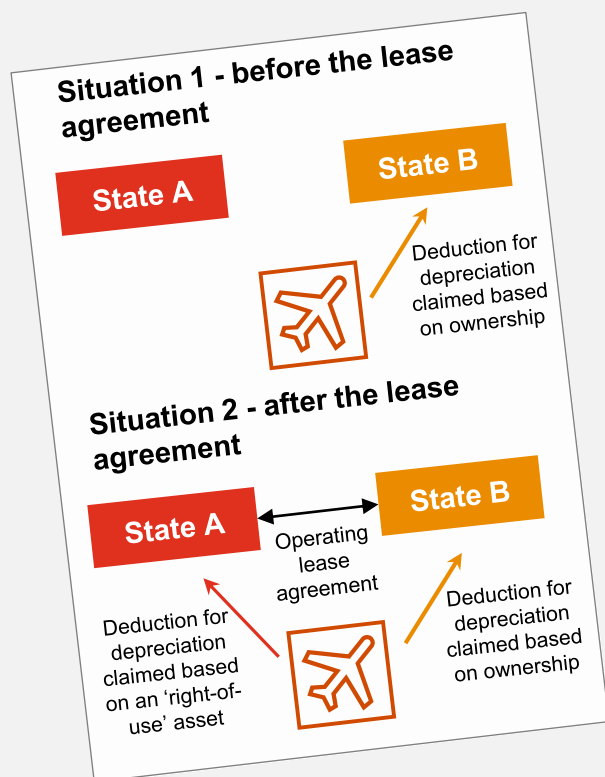 Situation 1 - before the lease
agreement
State A
State B
Deduction for
depreciation
claimed based
on ownership
Situation 2 - after the lease
agreement
State A
State B
Operating
lease
agreement
Deduction for
depreciation
claimed based
on an ‘right-of-
use’ asset
Deduction for
depreciation
claimed based
on ownership